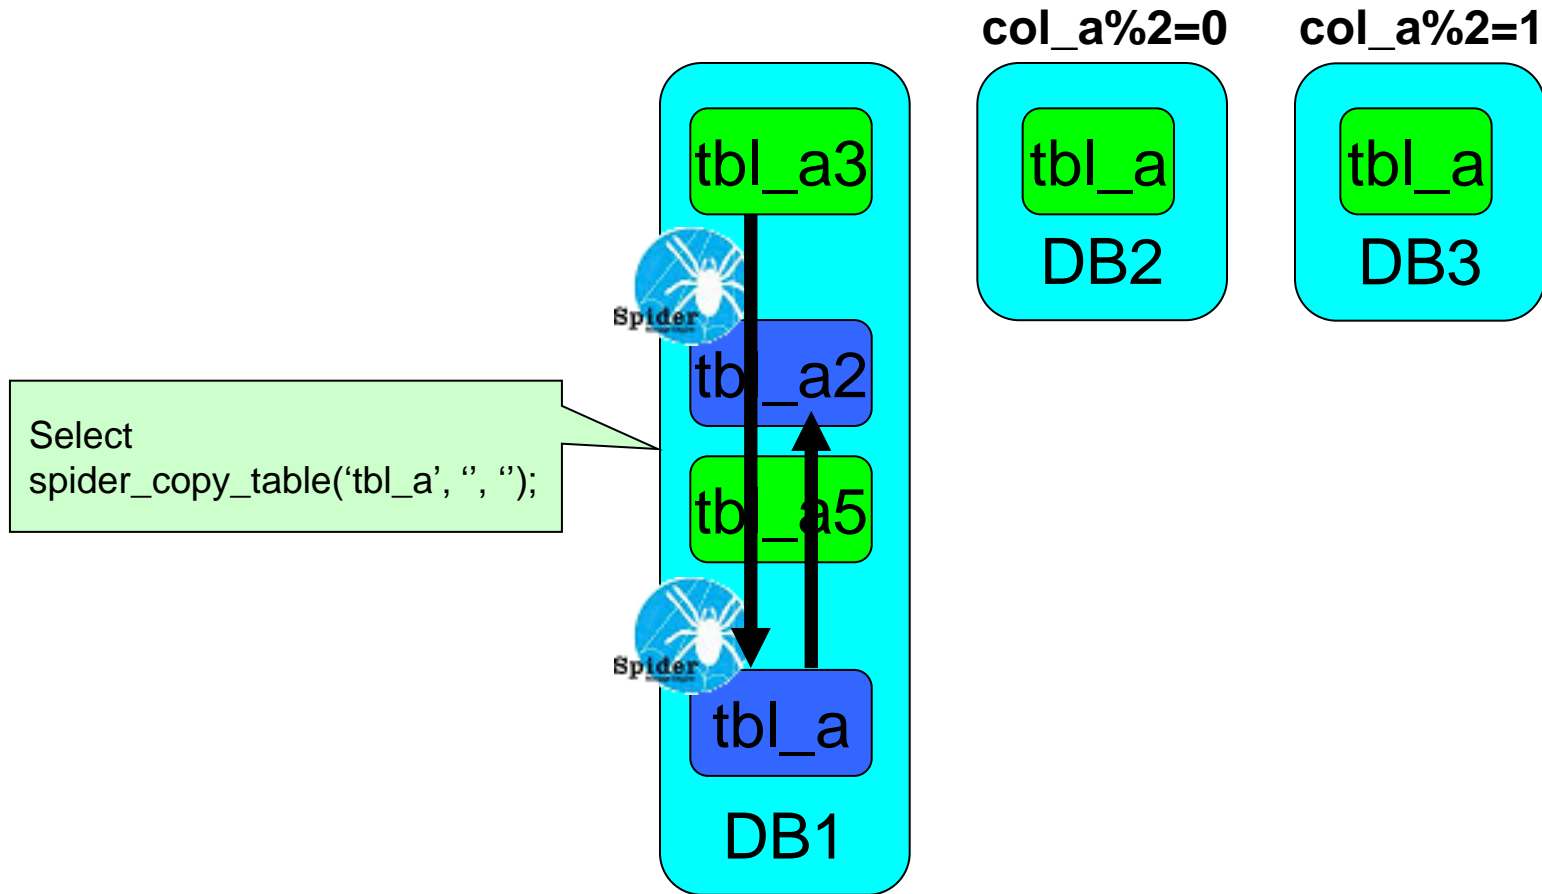 col_a%2=0
col_a%2=1
tbl_a3
tbl_a
tbl_a
DB2
DB3
Spider
tbl_a2
Select
spider_copy_table(‘tbl_a’, ‘’, ‘’);
tbl_a5
Spider
tbl_a
DB1